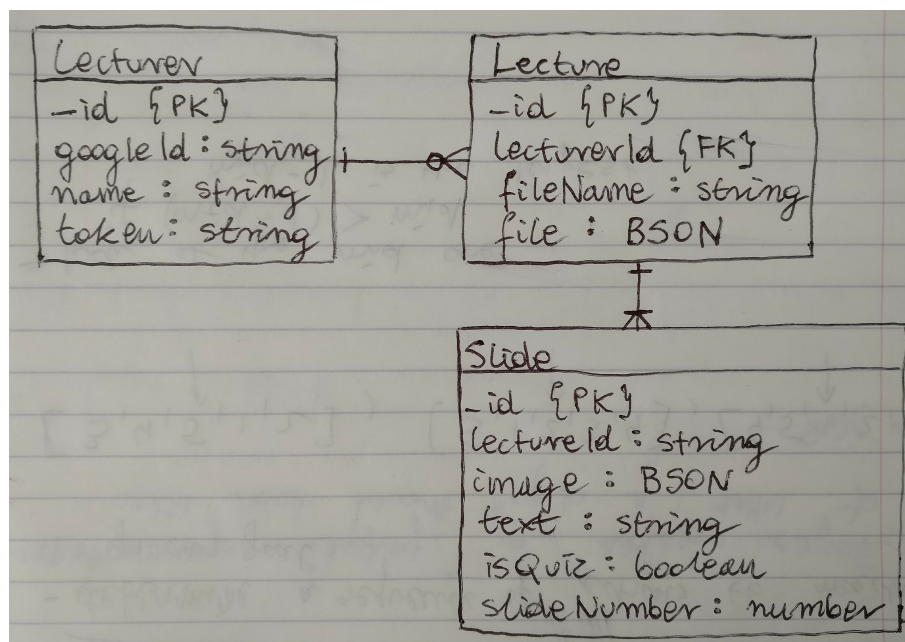 Lecturer
_id {PK}
googleId : string
name : string
token : string
Lecture
_id {PK}
lecturerId {FK}
fileName : string
file : BSON
Slide
_id {PK}
lectureId : string
image : BSON
text : string
isQuiz : boolean
slideNumber : number